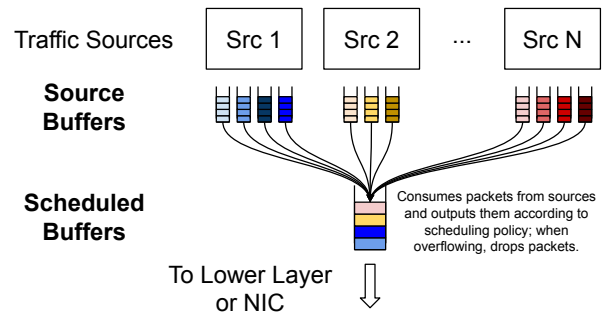 Traffic Sources Src 1 Src 2 ... Src N
Source
Buffers
Scheduled
Buffers
Consumes packets from sources
and outputs them according to
scheduling policy; when
overflowing, drops packets.
To Lower Layer
or NIC